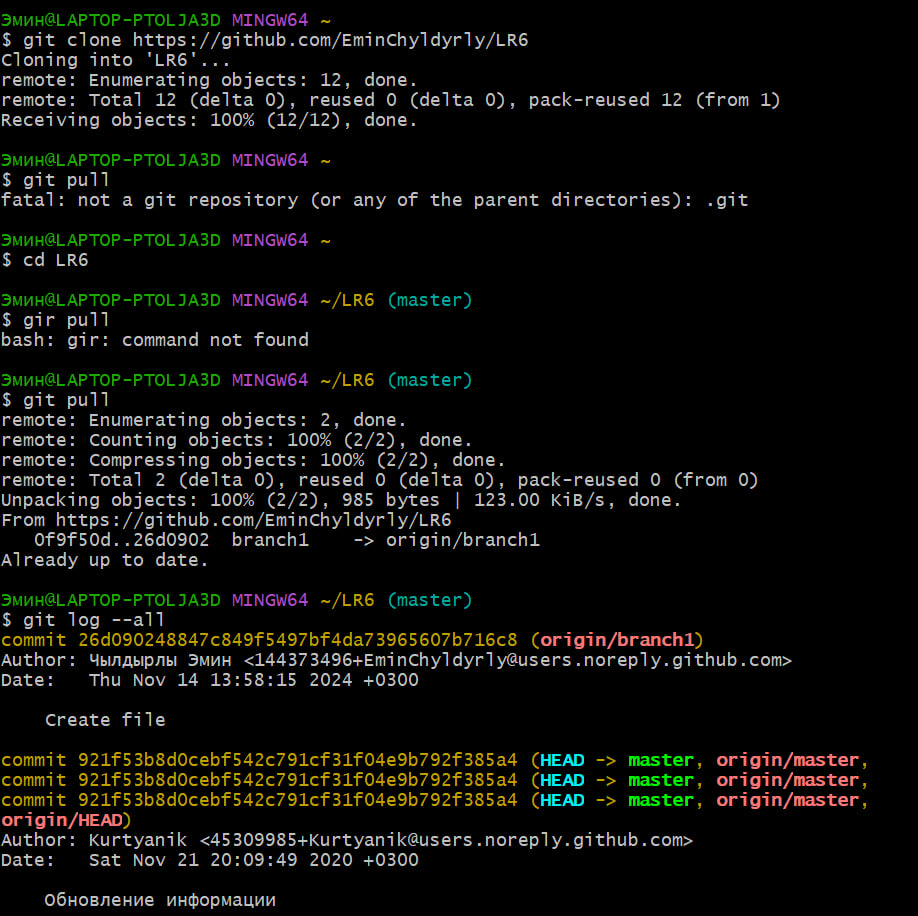 Эмин@LAPTOP-PTOLJA3D MINGW64 ~
$ git clone https://github.com/EminChyldyrly/LR6
Cloning into 'LR6'...
remote: Enumerating objects: 12, done.
remote: Total 12 (delta 0), reused 0 (delta 0), pack-reused 12 (from 1)
Receiving objects: 100% (12/12), done.

Эмин@LAPTOP-PTOLJA3D MINGW64 ~
$ git pull
fatal: not a git repository (or any of the parent directories): .git

Эмин@LAPTOP-PTOLJA3D MINGW64 ~
$ cd LR6

Эмин@LAPTOP-PTOLJA3D MINGW64 ~/LR6 (master)
$ gir pull
bash: gir: command not found

Эмин@LAPTOP-PTOLJA3D MINGW64 ~/LR6 (master)
$ git pull
remote: Enumerating objects: 2, done.
remote: Counting objects: 100% (2/2), done.
remote: Compressing objects: 100% (2/2), done.
remote: Total 2 (delta 0), reused 0 (delta 0), pack-reused 0 (from 0)
Unpacking objects: 100% (2/2), 985 bytes | 123.00 KiB/s, done.
From https://github.com/EminChyldyrly/LR6
   0f9f50d..26d0902  branch1    -> origin/branch1
Already up to date.

Эмин@LAPTOP-PTOLJA3D MINGW64 ~/LR6 (master)
$ git log --all
commit 26d090248847c849f5497bf4da73965607b716c8 (origin/branch1)
Author: Чылдырлы Эмин <144373496+EminChyldyrly@users.noreply.github.com>
Date:   Thu Nov 14 13:58:15 2024 +0300

    Create file

commit 921f53b8d0cebf542c791cf31f04e9b792f385a4 (HEAD -> master, origin/master,
commit 921f53b8d0cebf542c791cf31f04e9b792f385a4 (HEAD -> master, origin/master,
commit 921f53b8d0cebf542c791cf31f04e9b792f385a4 (HEAD -> master, origin/master,
origin/HEAD)
Author: Kurtyanik <45309985+Kurtyanik@users.noreply.github.com>
Date:   Sat Nov 21 20:09:49 2020 +0300

    Обновление информации